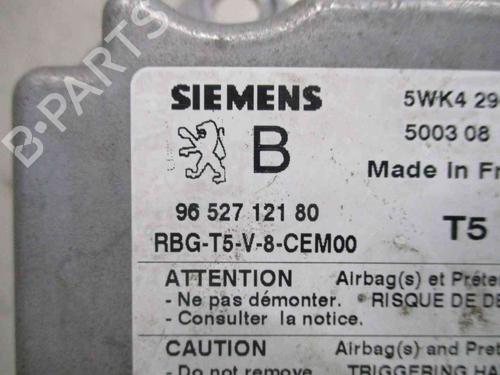 B-PARTS
SIEMENS 5WK4 29
B 5003 08
Made in Fr
96 527 121 80 T5
RBG-T5-V-8-CEM00
ATTENTION Airbag(s) et Préten
- Ne pas démonter. *RISQUE DE DE
- Consulter la notice.
CAUTION Airbag(s) and Pret
- Do not remove TRIGGERING HA